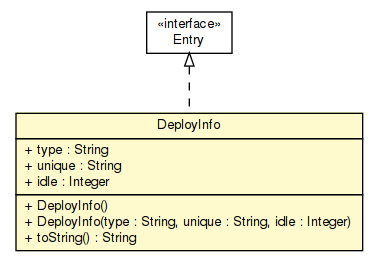 «interface»
Entry
DeployInfo
+ type : String
+ unique : String
+ idle : Integer
+ DeployInfo()
+ DeployInfo(type : String, unique : String, idle : Integer)
+ toString() : String